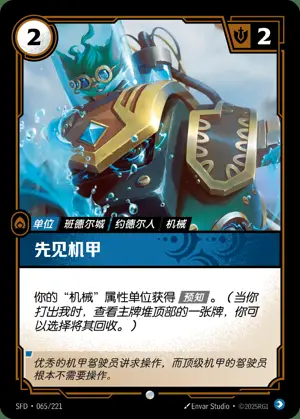 2
2
单位 班德尔城 约德尔人 机械
先见机甲
你的“机械”属性单位获得 预知 。（当你
打出我时，查看主牌堆顶部的一张牌，你可
以选择将其回收。）
优秀的机甲驾驶员讲求操作，而顶级机甲的驾驶员
根本不需要操作。
SFD • 065/221 Envar Studio • ©2025RGI